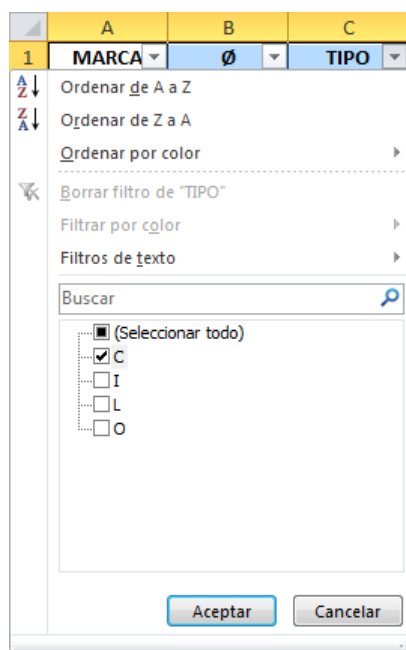 A B C
1 MARCA Ø TIPO
Ordenar de A a Z
Ordenar de Z a A
Ordenar por color
Borrar filtro de "TIPO"
Filtrar por color
Filtros de texto
Buscar
(Seleccionar todo)
C
I
L
O
Aceptar Cancelar